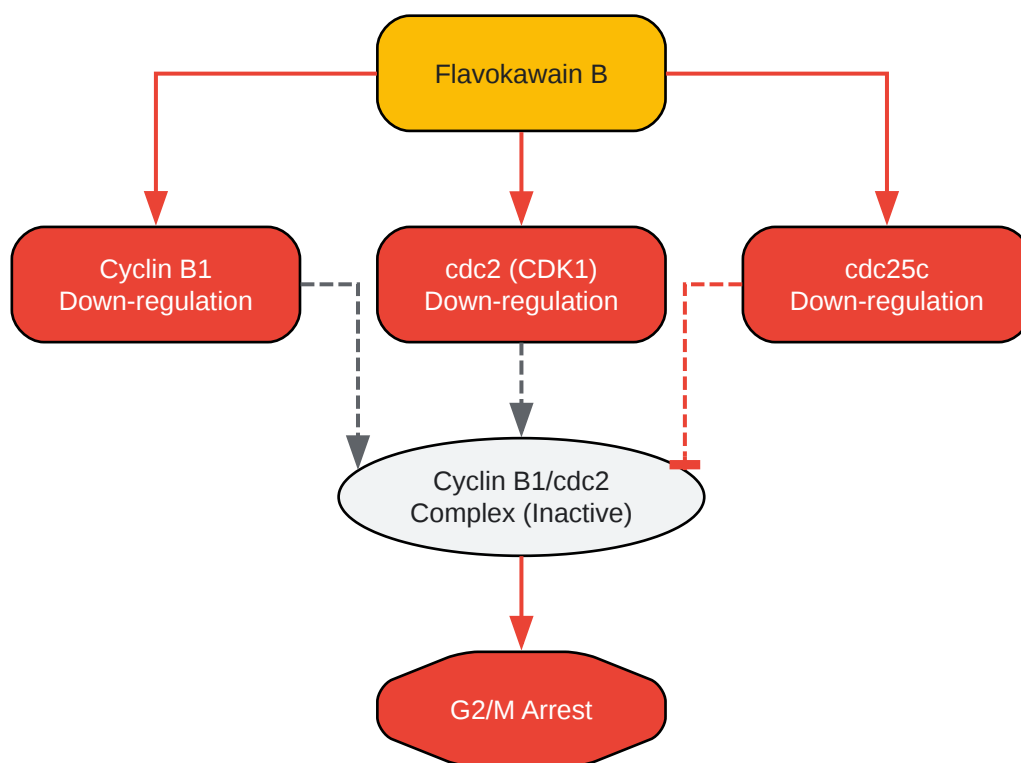 Flavokawain B
Cyclin B1
Down-regulation
cdc2 (CDK1)
Down-regulation
cdc25c
Down-regulation
Cyclin B1/cdc2
Complex (Inactive)
G2/M Arrest